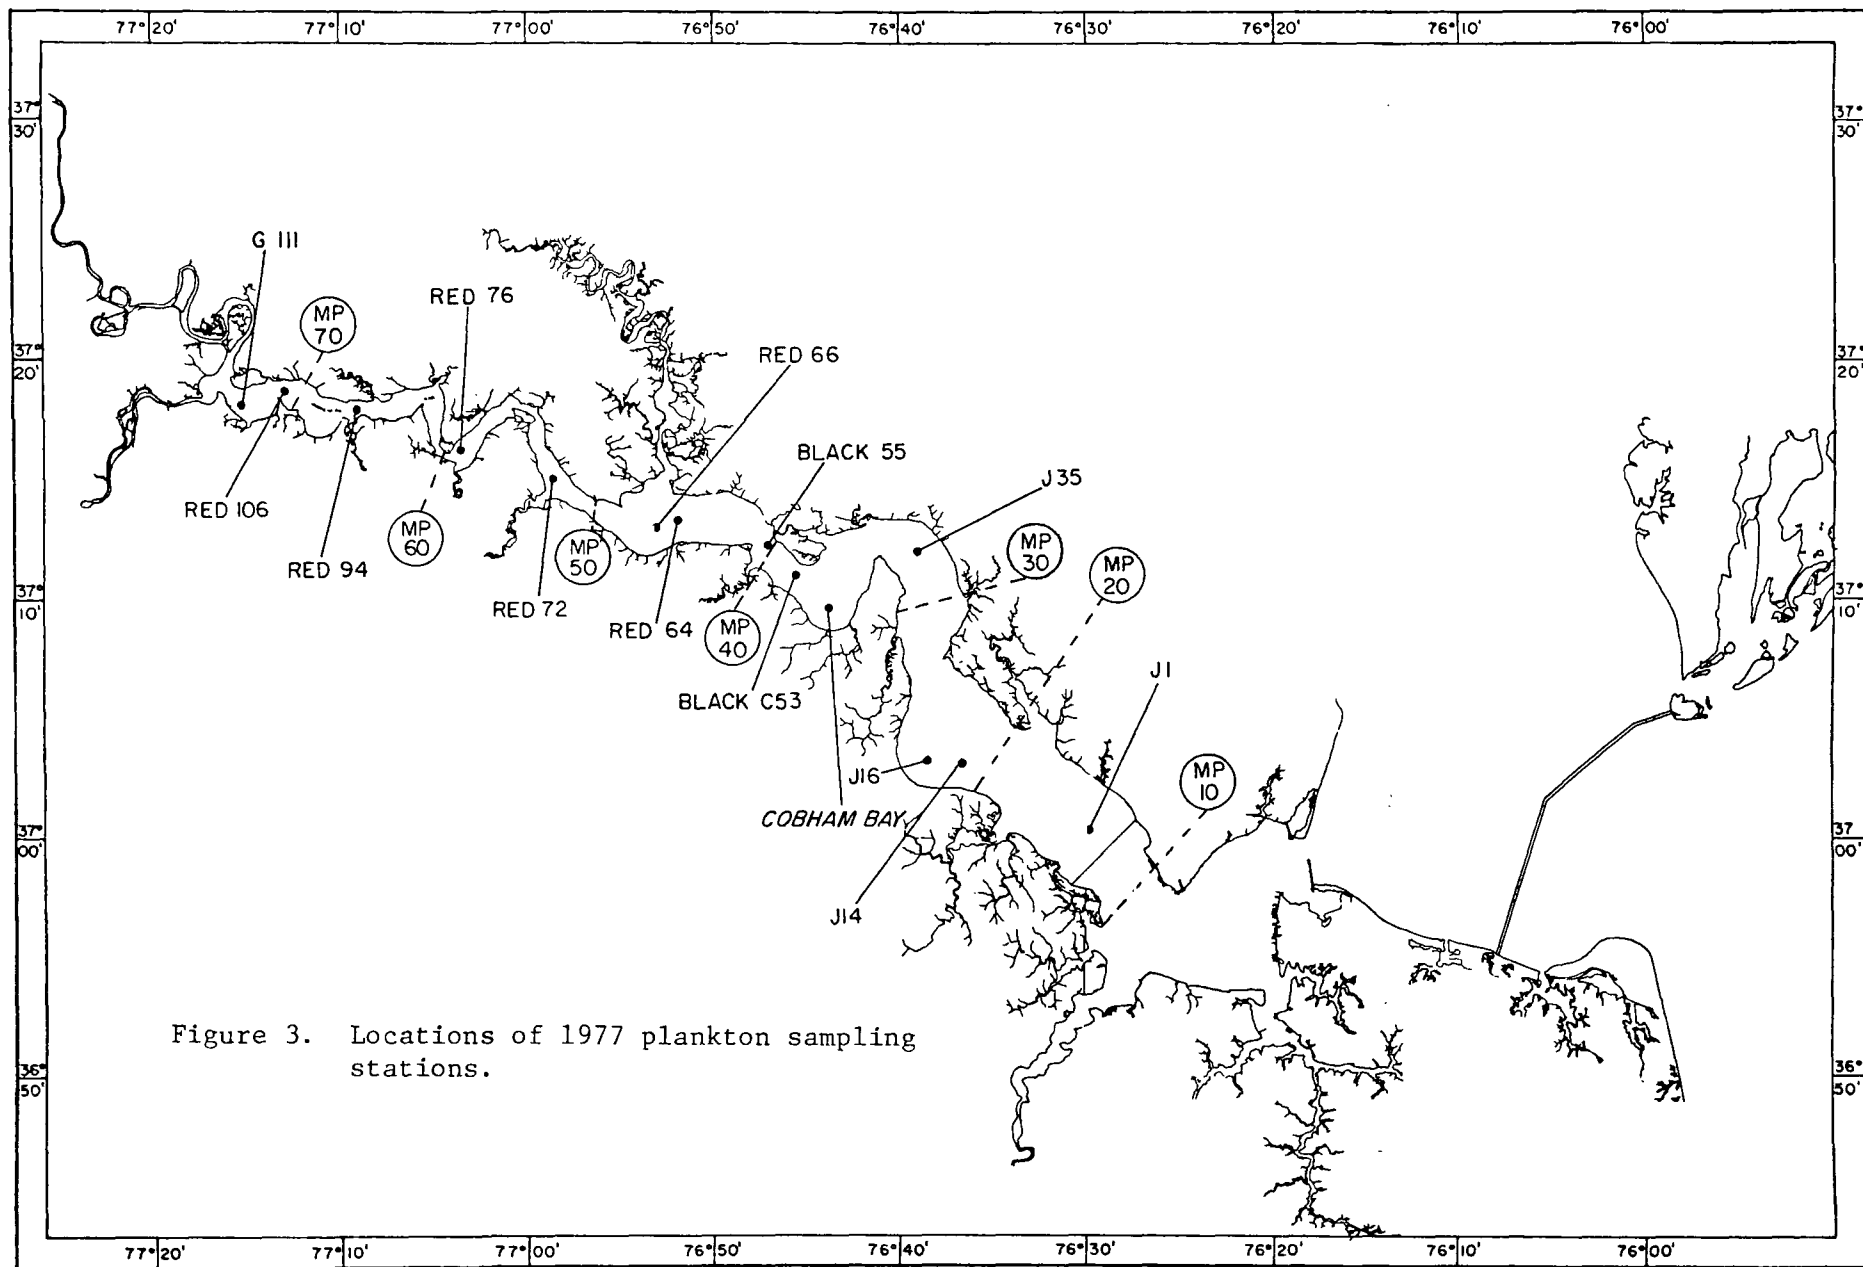 77°20' 77°10' 77°00' 76°50' 76°40' 76°30' 76°20' 76°10' 76°00'
37°
30'
37°
30'
G 111
RED 76
MP
70
37°
20'
RED 66
37°
20'
BLACK 55
J35
RED 106
MP
60
MP
50
MP
30
MP
20
RED 94
37°
10'
RED 72
RED 64
MP
40
37°
10'
BLACK C53
J1
J16
MP
10
COBHAM BAY
37°
00'
37°
00'
J14
Figure 3. Locations of 1977 plankton sampling
stations.
36°
50'
36°
50'
77°20' 77°10' 77°00' 76°50' 76°40' 76°30' 76°20' 76°10' 76°00'